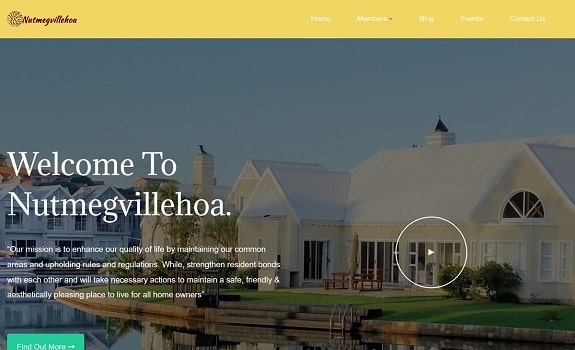 Nutmegvillehoa
Home Members Blog Events Contact Us
Welcome To
Nutmegvillehoa.
"Our mission is to enhance our quality of life by maintaining our common
areas and upholding rules and regulations. While, strengthen resident bonds
with each other and will take necessary actions to maintain a safe, friendly &
aesthetically pleasing place to live for all home owners"
Find Out More →